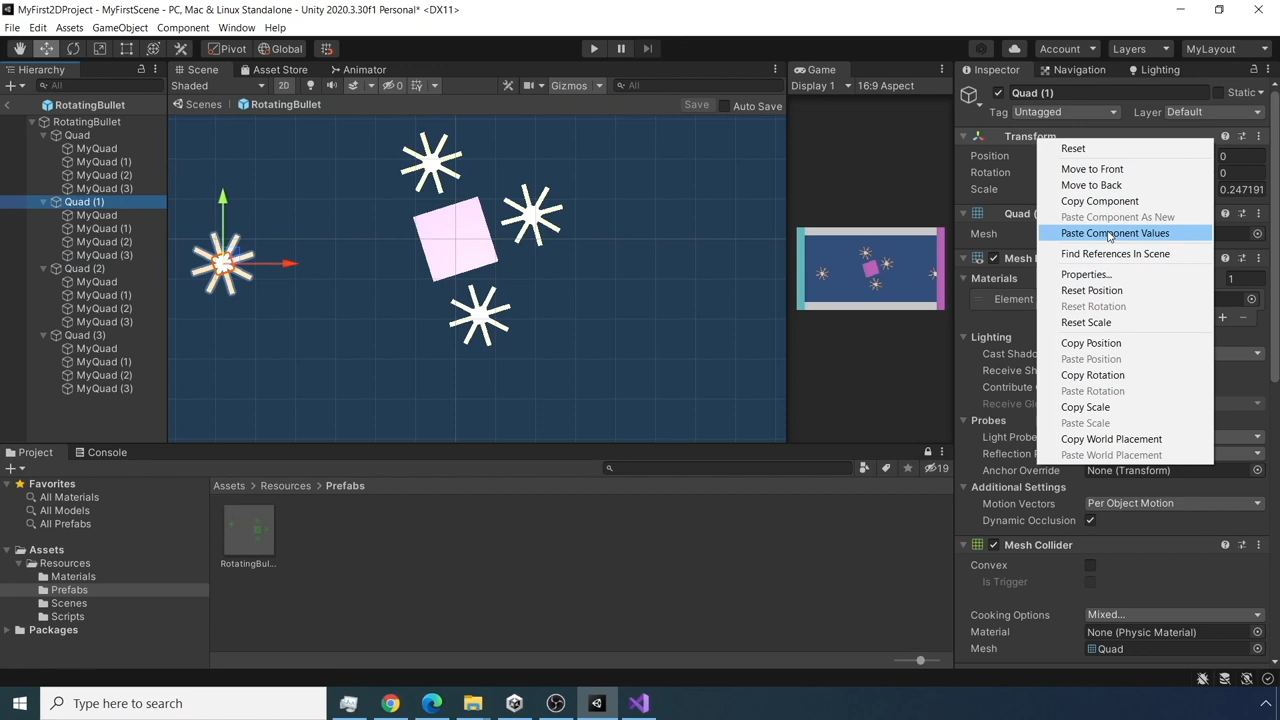 MyFirst2DProject - MyFirstScene - PC, Mac & Linux Standalone - Unity 2020.3.30f1 Personal* <DX11>
File Edit Assets GameObject Component Window Help
Pivot Global Account Layers MyLayout
Hierarchy Scene Asset Store Animator Game Inspector Navigation Lighting
All Shaded 2D 0 Gizmos All Display 1 16:9 Aspect Quad (1) Static
RotatingBullet Scenes RotatingBullet Save Auto Save Tag Untagged Layer Default
RotatingBullet
Quad
MyQuad
MyQuad (1)
MyQuad (2)
MyQuad (3)
Quad (1)
MyQuad
MyQuad (1)
MyQuad (2)
MyQuad (3)
Quad (2)
MyQuad
MyQuad (1)
MyQuad (2)
MyQuad (3)
Quad (3)
MyQuad
MyQuad (1)
MyQuad (2)
MyQuad (3)
Transform
Position 0
Rotation 0
Scale 0.247191
Quad (
Mesh
Mesh
Materials 1
Element
Lighting
Cast Shado
Receive Sh
Contribute
Receive Gl
Probes
Light Probe
Reflection
Anchor Override None (Transform)
Additional Settings
Motion Vectors Per Object Motion
Dynamic Occlusion
Mesh Collider
Convex
Is Trigger
Cooking Options Mixed...
Material None (Physic Material)
Mesh Quad
Reset
Move to Front
Move to Back
Copy Component
Paste Component As New
Paste Component Values
Find References In Scene
Properties...
Reset Position
Reset Rotation
Reset Scale
Copy Position
Paste Position
Copy Rotation
Paste Rotation
Copy Scale
Paste Scale
Copy World Placement
Paste World Placement
Project Console
19
Favorites
All Materials
All Models
All Prefabs
Assets
Resources
Materials
Prefabs
Scenes
Scripts
Packages
Assets Resources Prefabs
RotatingBul...
Type here to search